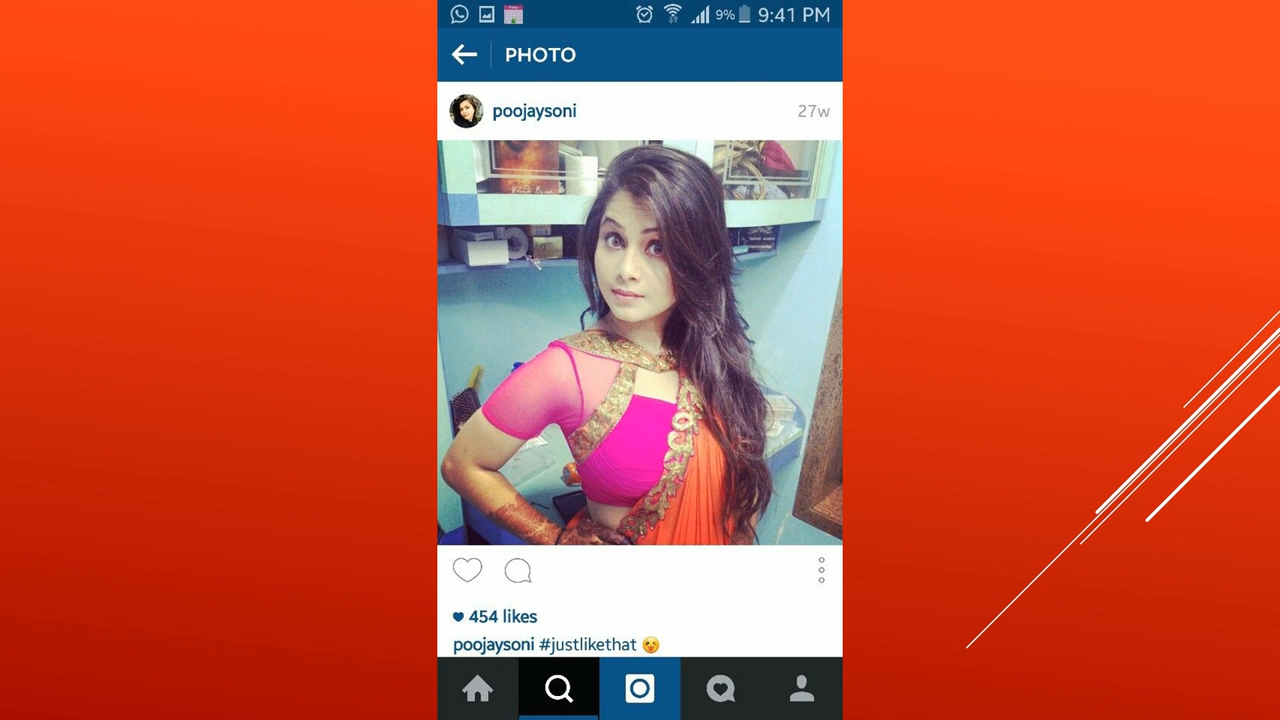 9% 9:41 PM
PHOTO
poojaysoni 27w
454 likes
poojaysoni #justlikethat 😜